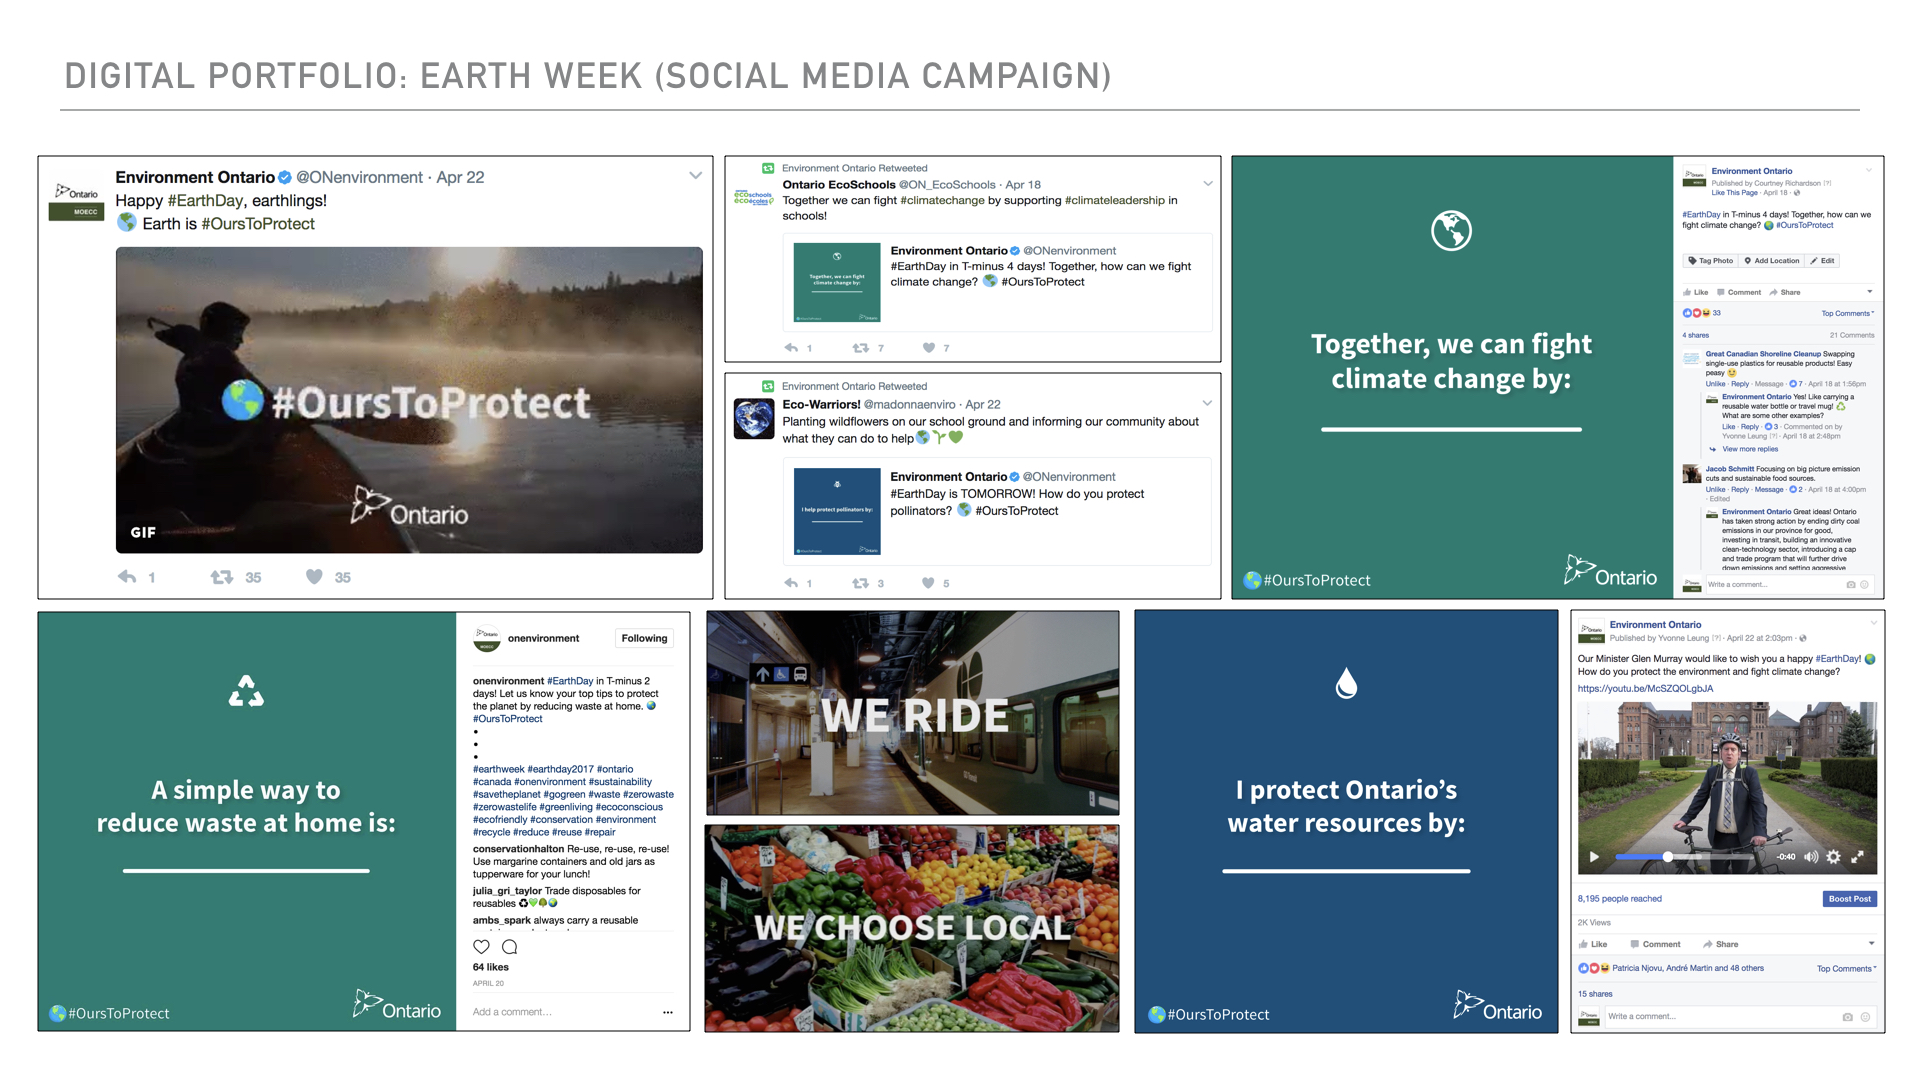 DIGITAL PORTFOLIO: EARTH WEEK (SOCIAL MEDIA CAMPAIGN)
Ontario
MOECC
Environment Ontario @ONenvironment · Apr 22
Happy #EarthDay, earthlings!
🌎 Earth is #OursToProtect
🌎#OursToProtect
Ontario
GIF
1 35 35
Environment Ontario Retweeted
ecoschools
écoécoles
Ontario EcoSchools @ON_EcoSchools · Apr 18
Together we can fight #climatechange by supporting #climateleadership in
schools!
Together, we can fight
climate change by:
Environment Ontario @ONenvironment
#EarthDay in T-minus 4 days! Together, how can we fight
climate change? 🌎 #OursToProtect
1 7 7
Environment Ontario Retweeted
Eco-Warriors! @madonnaenviro · Apr 22
Planting wildflowers on our school ground and informing our community about
what they can do to help🌎🌱💚
I help protect pollinators by:
Environment Ontario @ONenvironment
#EarthDay is TOMORROW! How do you protect
pollinators? 🌎 #OursToProtect
1 3 5
Together, we can fight
climate change by:
🌎#OursToProtect
Ontario
Environment Ontario
Published by Courtney Richardson [?]
Like This Page · April 18 ·
#EarthDay in T-minus 4 days! Together, how can we
fight climate change? 🌎 #OursToProtect
Tag Photo Add Location Edit
Like Comment Share
33 Top Comments
4 shares 21 Comments
Great Canadian Shoreline Cleanup Swapping
single-use plastics for reusable products! Easy
peasy 😀
Unlike · Reply · Message · 7 · April 18 at 1:56pm
Environment Ontario Yes! Like carrying a
reusable water bottle or travel mug! ♻
What are some other examples?
Like · Reply · 3 · Commented on by
Yvonne Leung [?] · April 18 at 2:48pm
View more replies
Jacob Schmitt Focusing on big picture emission
cuts and sustainable food sources.
Unlike · Reply · Message · 2 · April 18 at 4:00pm
· Edited
Environment Ontario Great ideas! Ontario
has taken strong action by ending dirty coal
emissions in our province for good,
investing in transit, building an innovative
clean-technology sector, introducing a cap
and trade program that will further drive
down emissions and setting aggressive
Write a comment...
A simple way to
reduce waste at home is:
🌎#OursToProtect
Ontario
onenvironment Following
onenvironment #EarthDay in T-minus 2
days! Let us know your top tips to protect
the planet by reducing waste at home. 🌎
#OursToProtect
•
•
•
#earthweek #earthday2017 #ontario
#canada #onenvironment #sustainability
#savetheplanet #gogreen #waste #zerowaste
#zerowastelife #greenliving #ecoconscious
#ecofriendly #conservation #environment
#recycle #reduce #reuse #repair
conservationhalton Re-use, re-use, re-use!
Use margarine containers and old jars as
tupperware for your lunch!
julia_gri_taylor Trade disposables for
reusables ♻💚🌳🌎
ambs_spark always carry a reusable
64 likes
APRIL 20
Add a comment...
WE RIDE
WE CHOOSE LOCAL
I protect Ontario's
water resources by:
🌎#OursToProtect
Ontario
Environment Ontario
Published by Yvonne Leung [?] · April 22 at 2:03pm ·
Our Minister Glen Murray would like to wish you a happy #EarthDay! 🌎
How do you protect the environment and fight climate change?
https://youtu.be/McSZQOLgbJA
-0:40
8,195 people reached Boost Post
2K Views
Like Comment Share
Patricia Njovu, André Martin and 48 others Top Comments
15 shares
Write a comment...